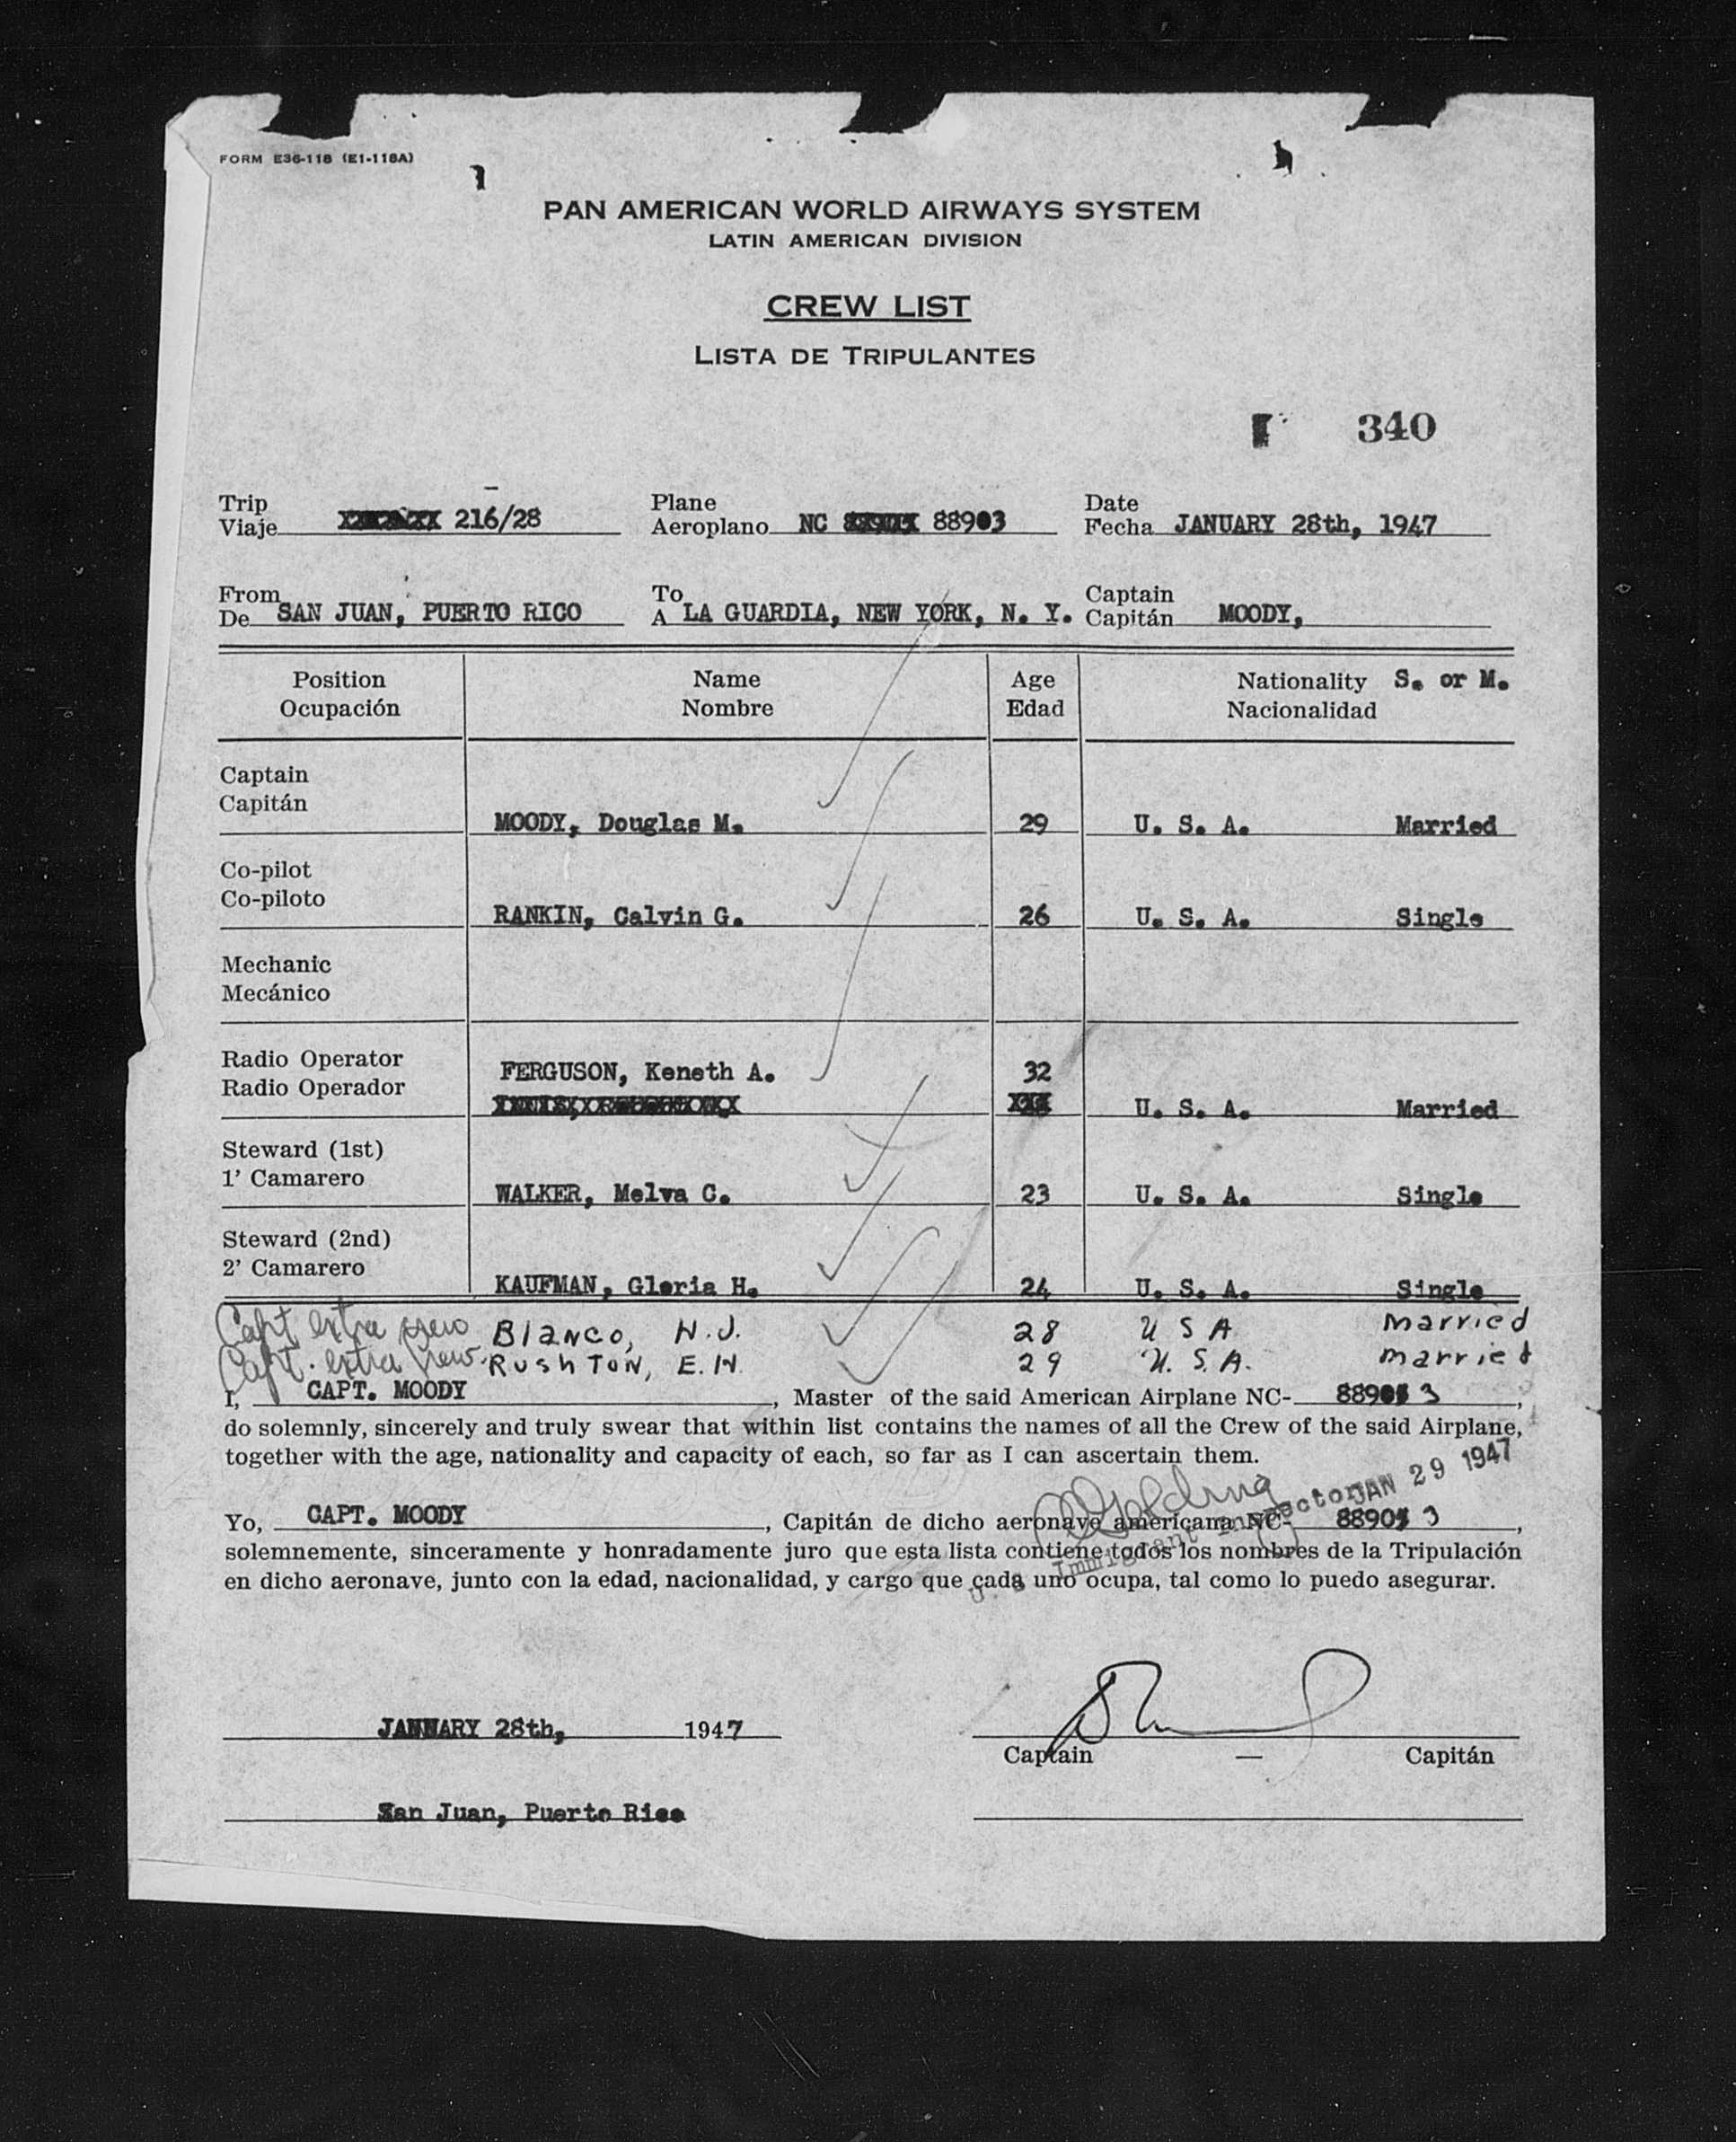 FORM E36-118 (E1-118A)
PAN AMERICAN WORLD AIRWAYS SYSTEM
LATIN AMERICAN DIVISION
CREW LIST
LISTA DE TRIPULANTES
340
Trip
Viaje 216/28
Plane
Aeroplano NC 88903
Date
Fecha JANUARY 28th, 1947
From
De SAN JUAN, PUERTO RICO
To
A LA GUARDIA, NEW YORK, N. Y.
Captain
Capitán MOODY,
Position Name Age Nationality S. or M.
Ocupación Nombre Edad Nacionalidad
Captain
Capitán
MOODY, Douglas M. 29 U. S. A. Married
Co-pilot
Co-piloto
RANKIN, Calvin G. 26 U. S. A. Single
Mechanic
Mecánico
Radio Operator
Radio Operador
FERGUSON, Keneth A. 32
U. S. A. Married
Steward (1st)
1' Camarero
WALKER, Melva C. 23 U. S. A. Single
Steward (2nd)
2' Camarero
KAUFMAN, Gloria H. 24 U. S. A. Single
Capt extra crew Blanco, H.J. 28 U S A married
Capt. extra crew. RushTon, E.H. 29 U. S. A. married
I, CAPT. MOODY, Master of the said American Airplane NC- 8890 3,
do solemnly, sincerely and truly swear that within list contains the names of all the Crew of the said Airplane,
together with the age, nationality and capacity of each, so far as I can ascertain them.
JAN 29 1947
U. S. Immigrant Inspector
Yo, CAPT. MOODY, Capitán de dicho aeronave americana NC- 8890 3,
solemnemente, sinceramente y honradamente juro que esta lista contiene todos los nombres de la Tripulación
en dicho aeronave, junto con la edad, nacionalidad, y cargo que cada uno ocupa, tal como lo puedo asegurar.
JANUARY 28th, 1947
Captain — Capitán
San Juan, Puerto Rico